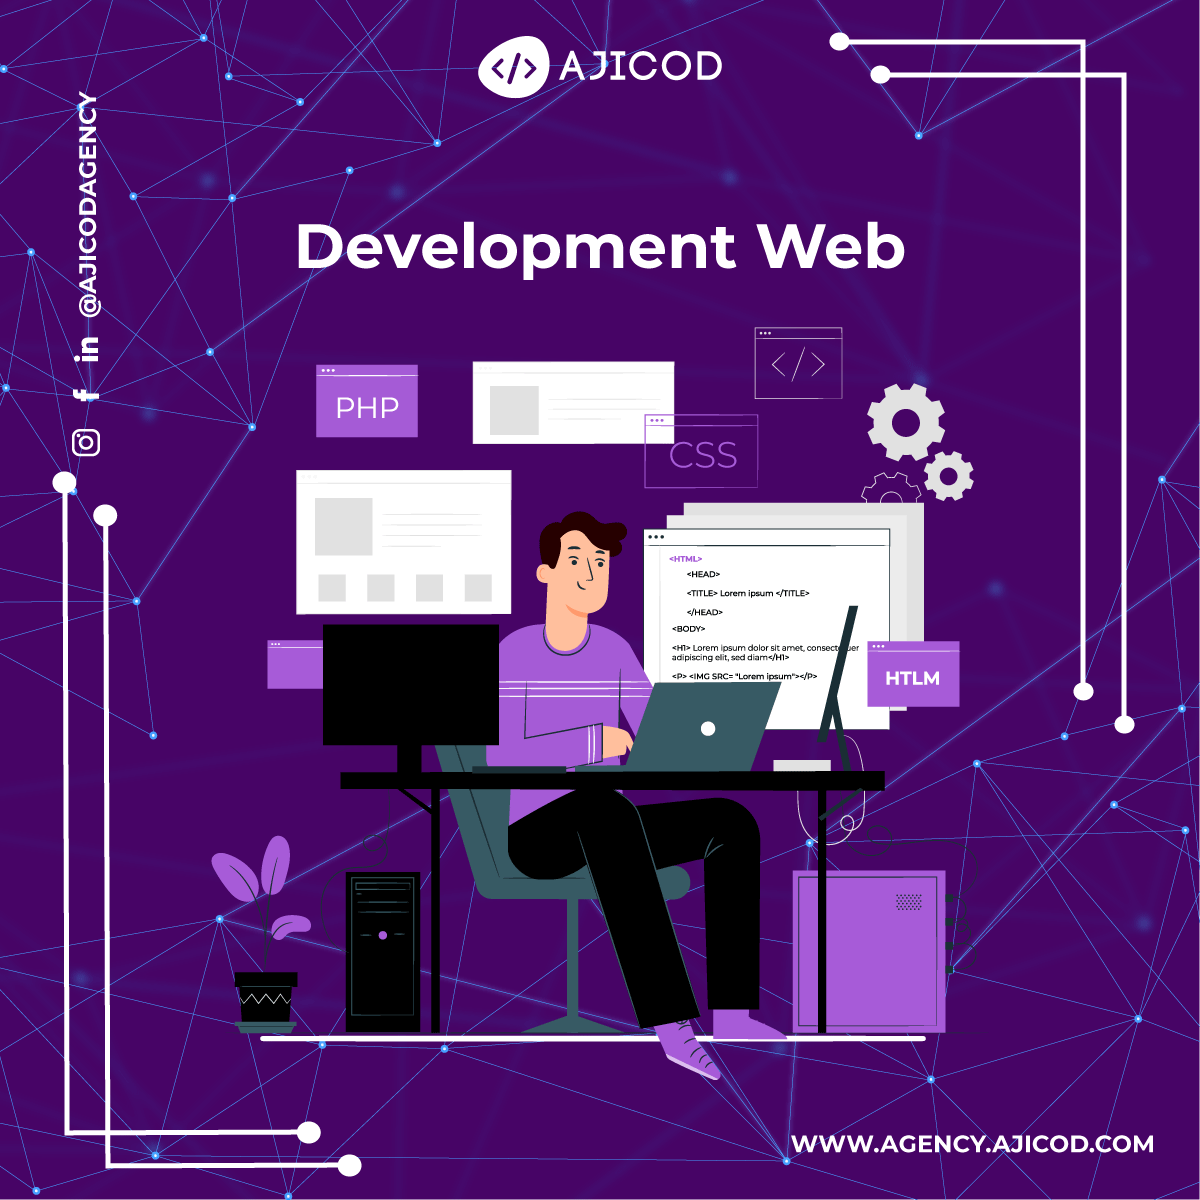 AJICOD
@AJICODAGENCY
Development Web
</>
PHP
CSS
<HTML>
<HEAD>
<TITLE> Lorem ipsum </TITLE>
</HEAD>
<BODY>
<H1> Lorem ipsum dolor sit amet, consectetuer
adipiscing elit, sed diam</H1>
<P> <IMG SRC= "Lorem ipsum"></P>
HTLM
WWW.AGENCY.AJICOD.COM